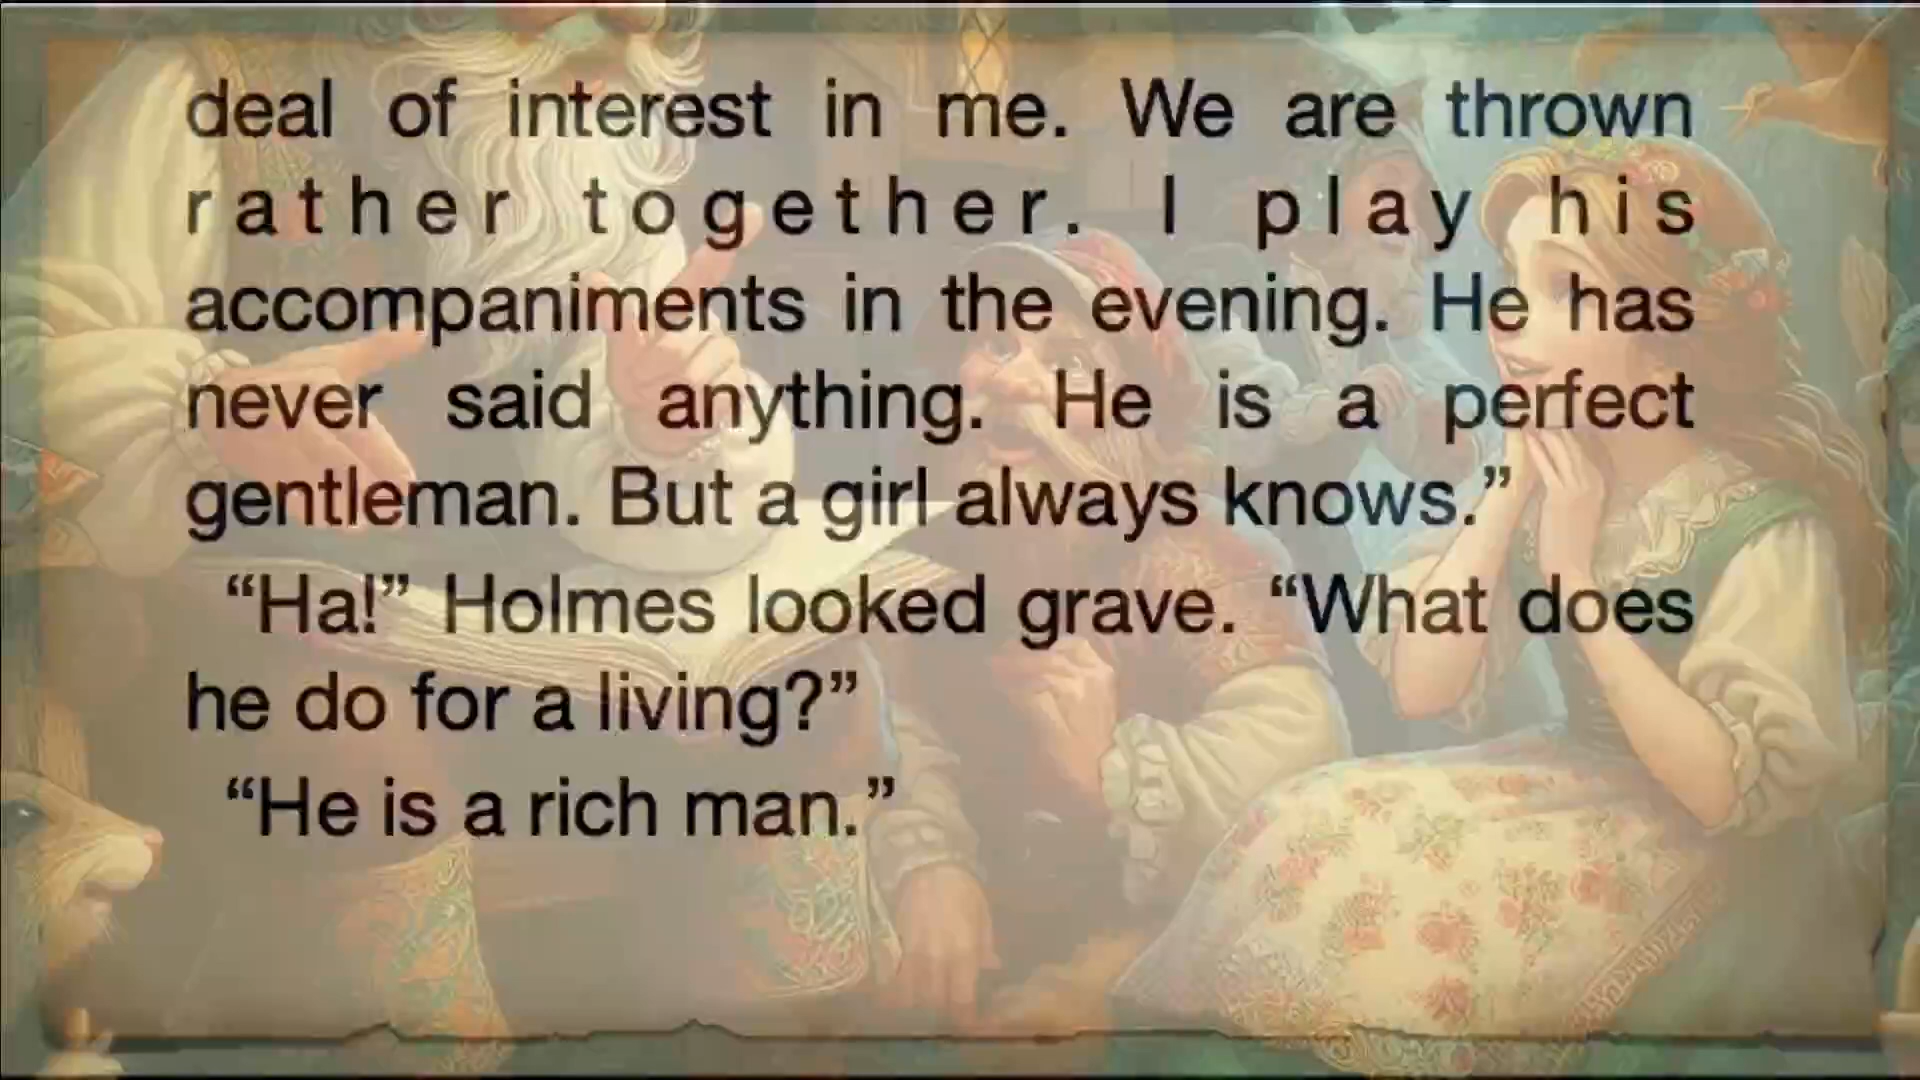 deal of interest in me. We are thrown
rather together. I play his
accompaniments in the evening. He has
never said anything. He is a perfect
gentleman. But a girl always knows.”
“Ha!” Holmes looked grave. “What does
he do for a living?”
“He is a rich man.”